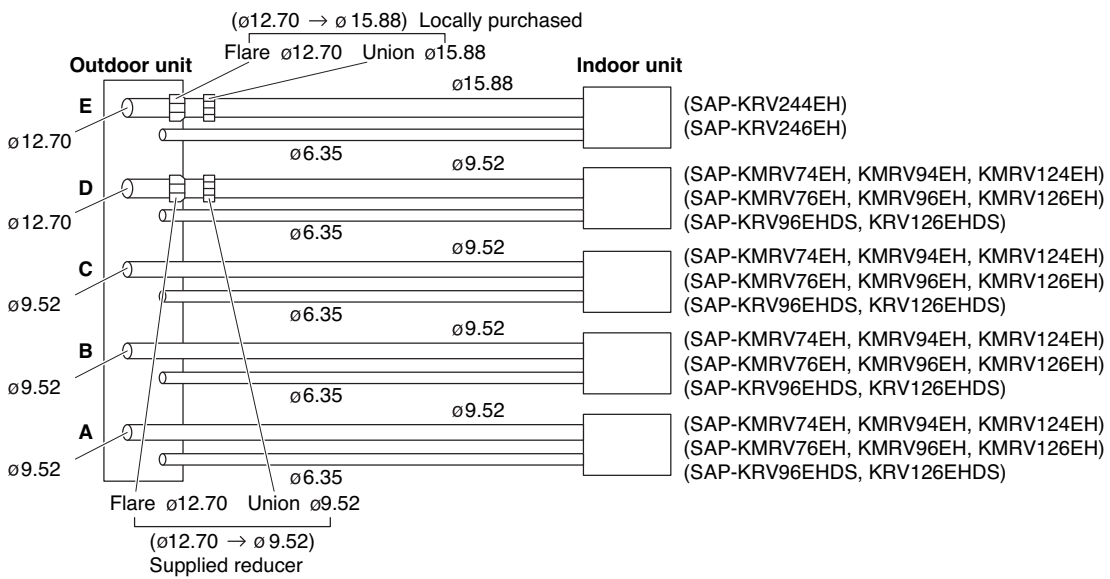 (ø12.70 → ø 15.88) Locally purchased
Flare ø12.70 Union ø15.88
Outdoor unit
Indoor unit
ø15.88
E
(SAP-KRV244EH)
(SAP-KRV246EH)
ø12.70
ø6.35
ø9.52
D
(SAP-KMRV74EH, KMRV94EH, KMRV124EH)
(SAP-KMRV76EH, KMRV96EH, KMRV126EH)
(SAP-KRV96EHDS, KRV126EHDS)
ø12.70
ø6.35
ø9.52
C
(SAP-KMRV74EH, KMRV94EH, KMRV124EH)
(SAP-KMRV76EH, KMRV96EH, KMRV126EH)
(SAP-KRV96EHDS, KRV126EHDS)
ø9.52
ø6.35
ø9.52
B
(SAP-KMRV74EH, KMRV94EH, KMRV124EH)
(SAP-KMRV76EH, KMRV96EH, KMRV126EH)
(SAP-KRV96EHDS, KRV126EHDS)
ø9.52
ø6.35
ø9.52
A
(SAP-KMRV74EH, KMRV94EH, KMRV124EH)
(SAP-KMRV76EH, KMRV96EH, KMRV126EH)
(SAP-KRV96EHDS, KRV126EHDS)
ø9.52
ø6.35
Flare ø12.70 Union ø9.52
(ø12.70 → ø 9.52)
Supplied reducer